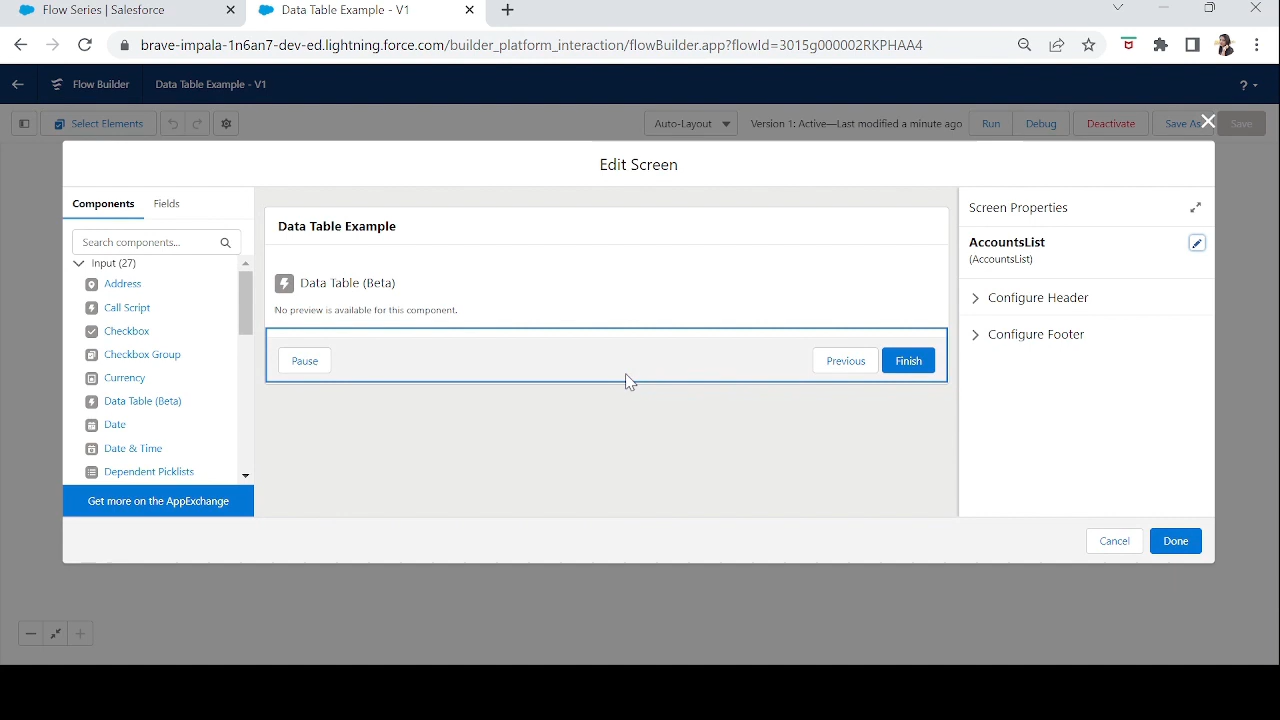 Flow Series | Salesforce
Data Table Example - V1
brave-impala-1n6an7-dev-ed.lightning.force.com/builder_platform_interaction/flowBuilder.app?flowId=3015g000002RKPHAA4
Flow Builder
Data Table Example - V1
?
Select Elements
Auto-Layout
Version 1: Active—Last modified a minute ago
Run
Debug
Deactivate
Save As
Save
Edit Screen
Components
Fields
Search components...
Input (27)
Address
Call Script
Checkbox
Checkbox Group
Currency
Data Table (Beta)
Date
Date & Time
Dependent Picklists
Get more on the AppExchange
Data Table Example
Data Table (Beta)
No preview is available for this component.
Pause
Previous
Finish
Screen Properties
AccountsList
(AccountsList)
Configure Header
Configure Footer
Cancel
Done